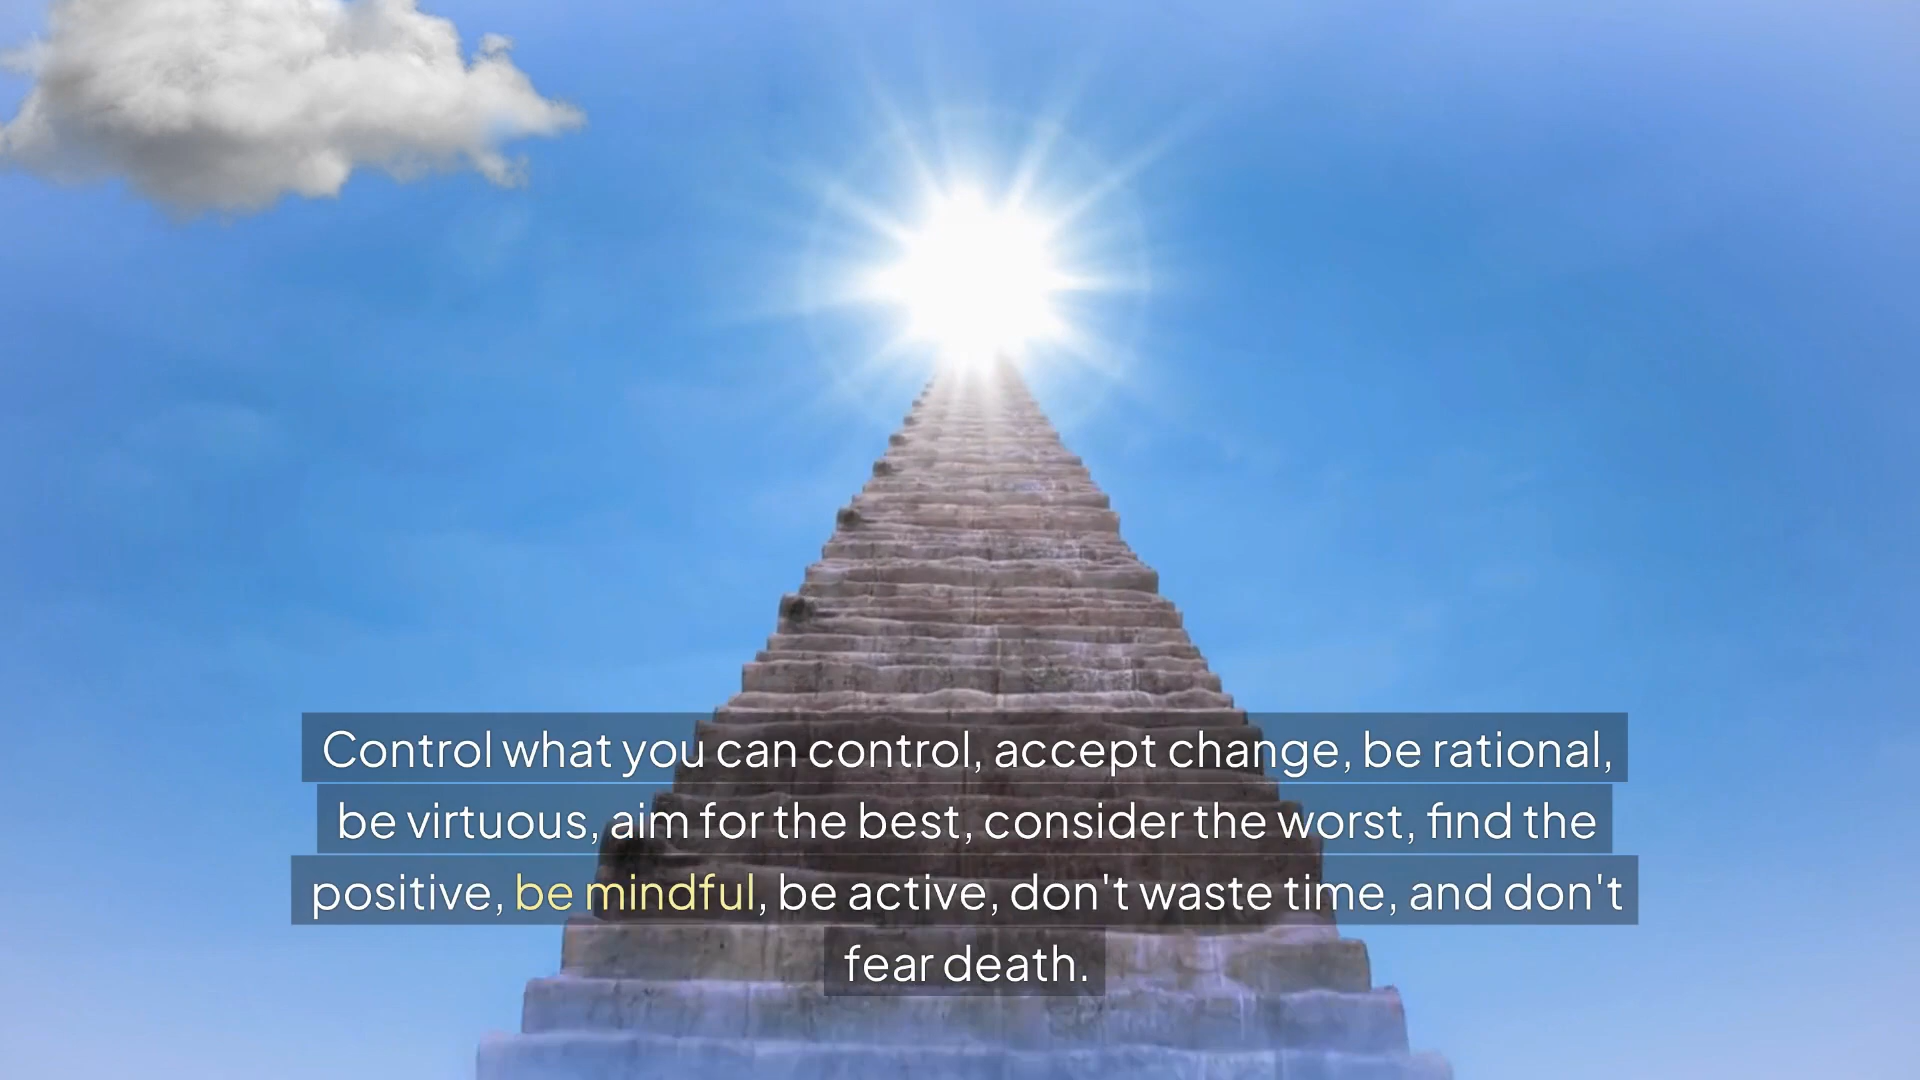 Control what you can control, accept change, be rational,
be virtuous, aim for the best, consider the worst, find the
positive, be mindful, be active, don't waste time, and don't
fear death.